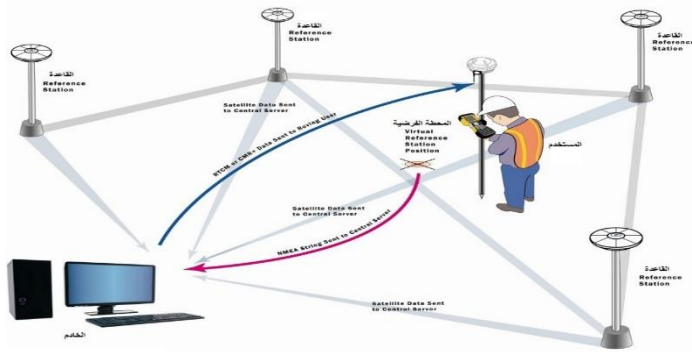 القاعدة
Reference
Station
القاعدة
Reference
Station
القاعدة
Reference
Station
Satellite Data Sent
to Central Server
RTCM or CMR+ Data Sent to Roving User
المحطة الفرضية
Virtual
Reference
Station
Position
المستخدم
Satellite Data Sent
to Central Server
NMEA String Sent to Central Server
القاعدة
Reference
Station
Satellite Data Sent
to Central Server
الخادم